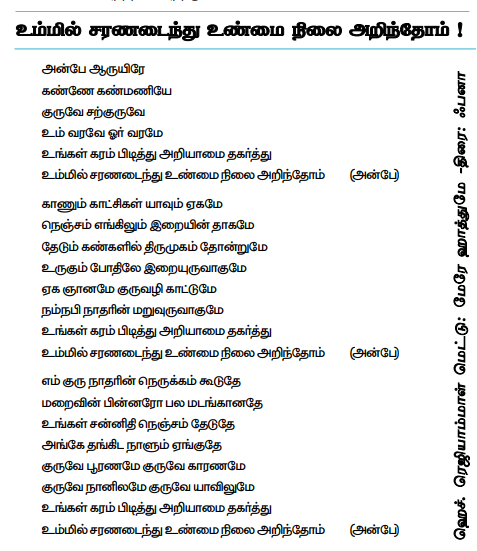 உம்மில் சரணடைந்து உண்மை நிலை அறிந்தோம் !
அன்பே ஆருயிரே
கண்ணே கண்மணியே
குருவே சற்குருவே
உம் வரவே ஓர் வரமே
உங்கள் கரம் பிடித்து அறியாமை தகர்த்து
உம்மில் சரணடைந்து உண்மை நிலை அறிந்தோம் (அன்பே)
காணும் காட்சிகள் யாவும் ஏகமே
நெஞ்சம் எங்கிலும் இறையின் தாகமே
தேடும் கண்களில் திருமுகம் தோன்றுமே
உருகும் போதிலே இறையுருவாகுமே
ஏக ஞானமே குருவழி காட்டுமே
நம்நபி நாதரின் மறுவுருவாகுமே
உங்கள் கரம் பிடித்து அறியாமை தகர்த்து
உம்மில் சரணடைந்து உண்மை நிலை அறிந்தோம் (அன்பே)
எம் குரு நாதரின் நெருக்கம் கூடுதே
மறைவின் பின்னரோ பல மடங்கானதே
உங்கள் சன்னிதி நெஞ்சம் தேடுதே
அங்கே தங்கிட நாளும் ஏங்குதே
குருவே பூரணமே குருவே காரணமே
குருவே நானிலமே குருவே யாவிலுமே
உங்கள் கரம் பிடித்து அறியாமை தகர்த்து
உம்மில் சரணடைந்து உண்மை நிலை அறிந்தோம் (அன்பே)
ஹெச். ரெஜியாம்மாள் மெட்டு: மேரே ஹாத்துமே -திரை: ஃபனா